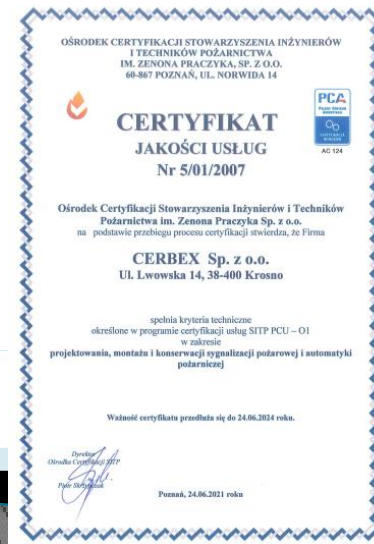 OŚRODEK CERTYFIKACJI STOWARZYSZENIA INŻYNIERÓW
I TECHNIKÓW POŻARNICTWA
IM. ZENONA PRACZYKA, SP. Z O.O.
60-867 POZNAŃ, UL. NORWIDA 14
PCA
AC 124
CERTYFIKAT
JAKOŚCI USŁUG
Nr 5/01/2007
Ośrodek Certyfikacji Stowarzyszenia Inżynierów i Techników
Pożarnictwa im. Zenona Praczyka Sp. z o.o.
na podstawie przebiegu procesu certyfikacji stwierdza, że Firma
CERBEX Sp. z o.o.
Ul. Lwowska 14, 38-400 Krosno
spełnia kryteria techniczne
określone w programie certyfikacji usług SITP PCU – O1
w zakresie
projektowania, montażu i konserwacji sygnalizacji pożarowej i automatyki
pożarniczej
Ważność certyfikatu przedłuża się do 24.06.2024 roku.
Dyrektor
Ośrodka Certyfikacji SITP
Piotr
Poznań, 24.06.2021 roku